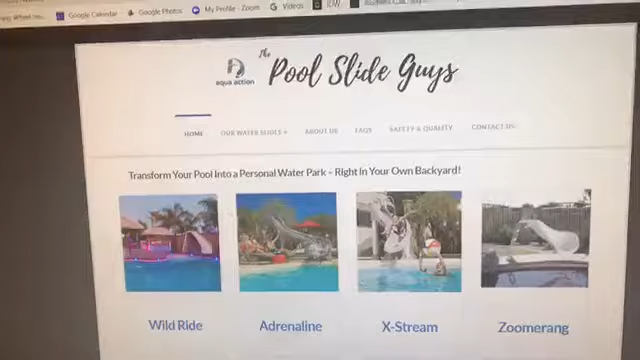 Google Calendar Google Photos My Profile - Zoom Videos
The
Pool Slide Guys
aqua action
HOME OUR WATER SLIDES ABOUT US FAQS SAFETY & QUALITY CONTACT US
Transform Your Pool Into a Personal Water Park – Right in Your Own Backyard!
Wild Ride Adrenaline X-Stream Zoomerang